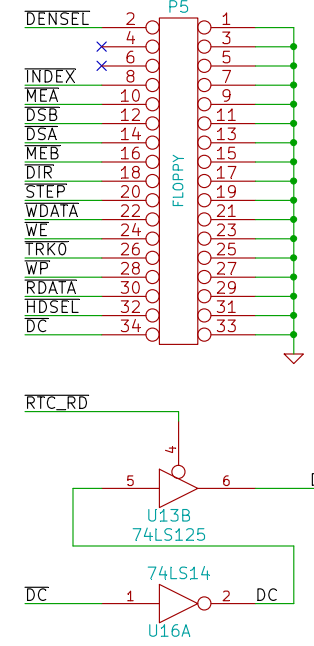 P5
DENSEL 2 1
4 3
6 5
INDEX 8 7
MEA 10 9
DSB 12 11
DSA 14 13
MEB 16 15
DIR 18 17
STEP 20 19
WDATA 22 21
WE 24 23
TRK0 26 25
WP 28 27
RDATA 30 29
HDSEL 32 31
DC 34 33
FLOPPY
RTC_RD
4
5 6
U13B
74LS125
74LS14
DC 1 2 DC
U16A